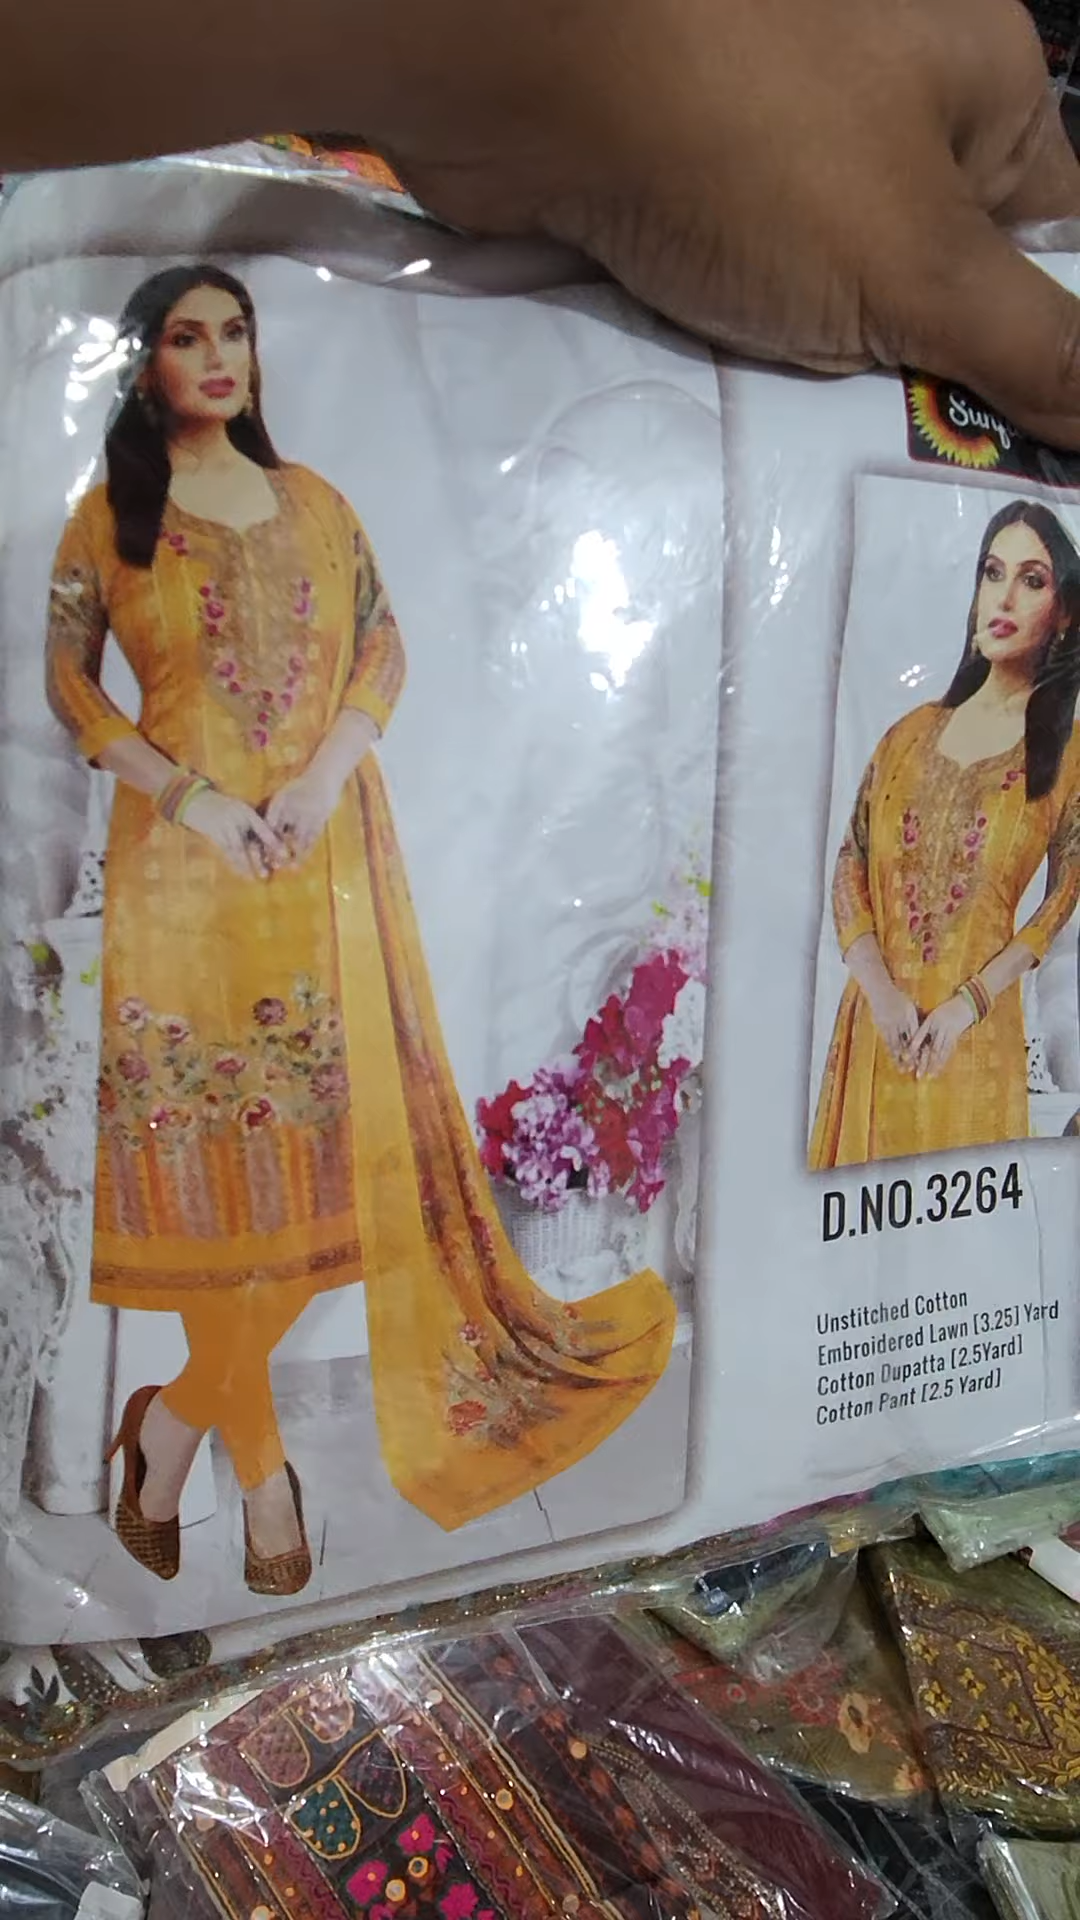 D.NO.3264
Unstitched Cotton
Embroidered Lawn [3.25] Yard
Cotton Dupatta [2.5Yard]
Cotton Pant [2.5 Yard]